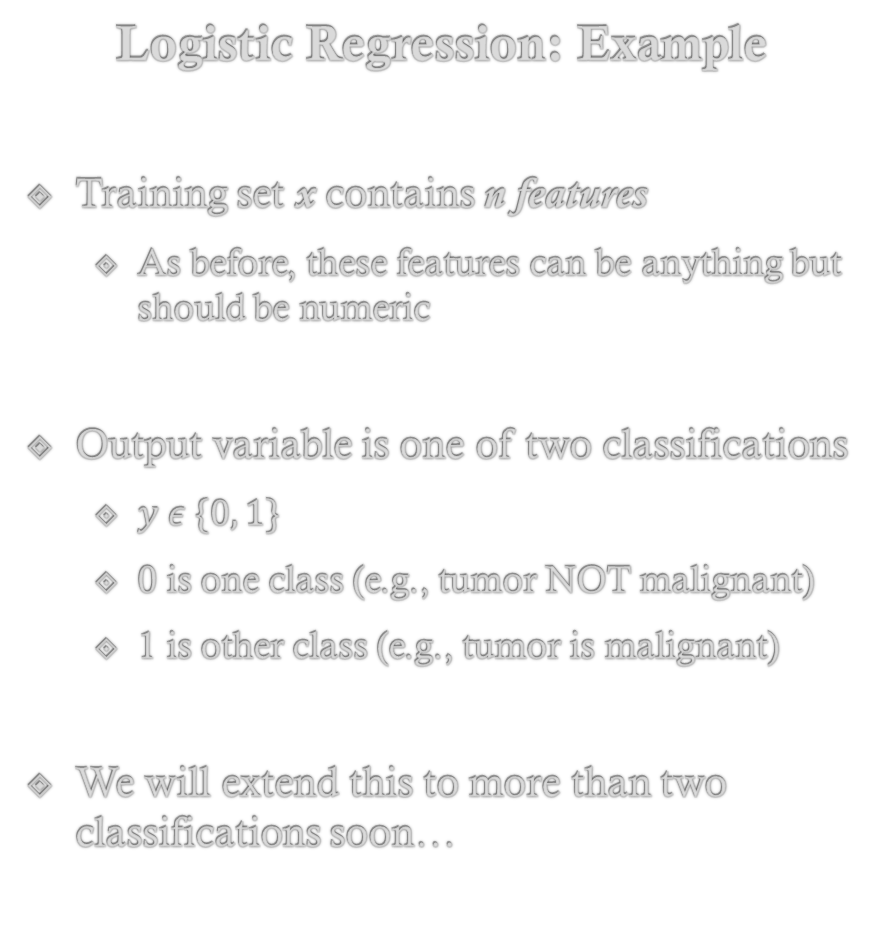 Logistic Regression: Example
Training set x contains n features
As before, these features can be anything but
should be numeric
Output variable is one of two classifications
y ϵ {0, 1}
0 is one class (e.g., tumor NOT malignant)
1 is other class (e.g., tumor is malignant)
We will extend this to more than two
classifications soon…